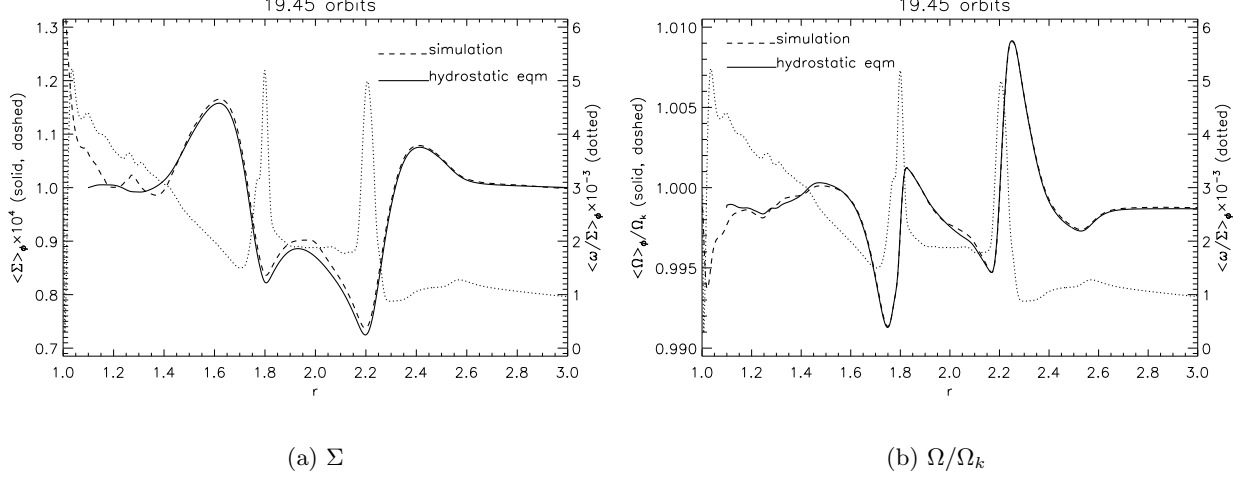 19.45 orbits
simulation
hydrostatic eqm
1.3
1.2
1.1
1.0
0.9
0.8
0.7
6
5
4
3
2
1
0
<Σ>ϕ×10⁴ (solid, dashed)
<ω/Σ>ϕ×10⁻³ (dotted)
1.0 1.2 1.4 1.6 1.8 2.0 2.2 2.4 2.6 2.8 3.0
r
(a) Σ
19.45 orbits
simulation
hydrostatic eqm
1.010
1.005
1.000
0.995
0.990
6
5
4
3
2
1
0
<Ω>ϕ/Ωk (solid, dashed)
<ω/Σ>ϕ×10⁻³ (dotted)
1.0 1.2 1.4 1.6 1.8 2.0 2.2 2.4 2.6 2.8 3.0
r
(b) Ω/Ωk